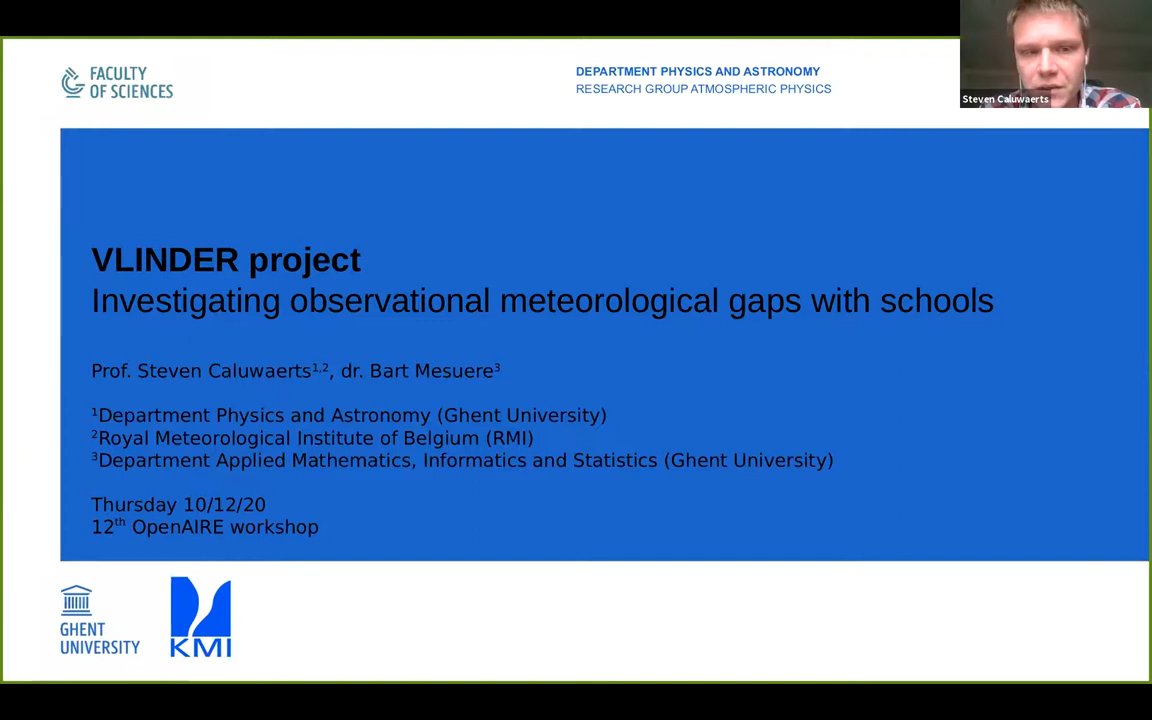 FACULTY
OF SCIENCES
DEPARTMENT PHYSICS AND ASTRONOMY
RESEARCH GROUP ATMOSPHERIC PHYSICS
Steven Caluwaerts
VLINDER project
Investigating observational meteorological gaps with schools
Prof. Steven Caluwaerts¹,², dr. Bart Mesuere³
¹Department Physics and Astronomy (Ghent University)
²Royal Meteorological Institute of Belgium (RMI)
³Department Applied Mathematics, Informatics and Statistics (Ghent University)
Thursday 10/12/20
12th OpenAIRE workshop
GHENT
UNIVERSITY
KMI